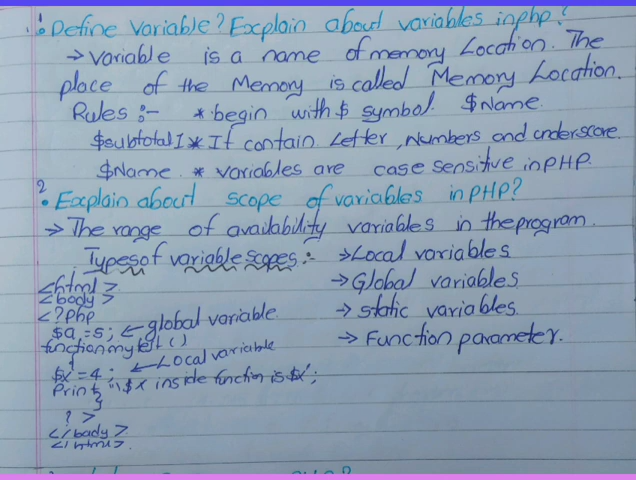 1. Define Variable? Explain about variables in php?
→ Variable is a name of memory Location. The
place of the Memory is called Memory Location.
Rules :- * begin with $ symbol. $Name.
$subtotal1 * It contain Letter, Numbers and underscore.
$Name. * variables are case sensitive in PHP.
2. Explain about scope of variables in PHP?
→ The range of availability variables in the program.
Types of variable scopes :- → Local variables
→ Global variables
→ static variables.
→ Function parameter.
<html>
<body>
<?php
$a = 5; ← global variable
function mytest ()
{
$x = 4; ← Local variable
Print "\$x inside function is $x";
}
?>
</body>
</html>